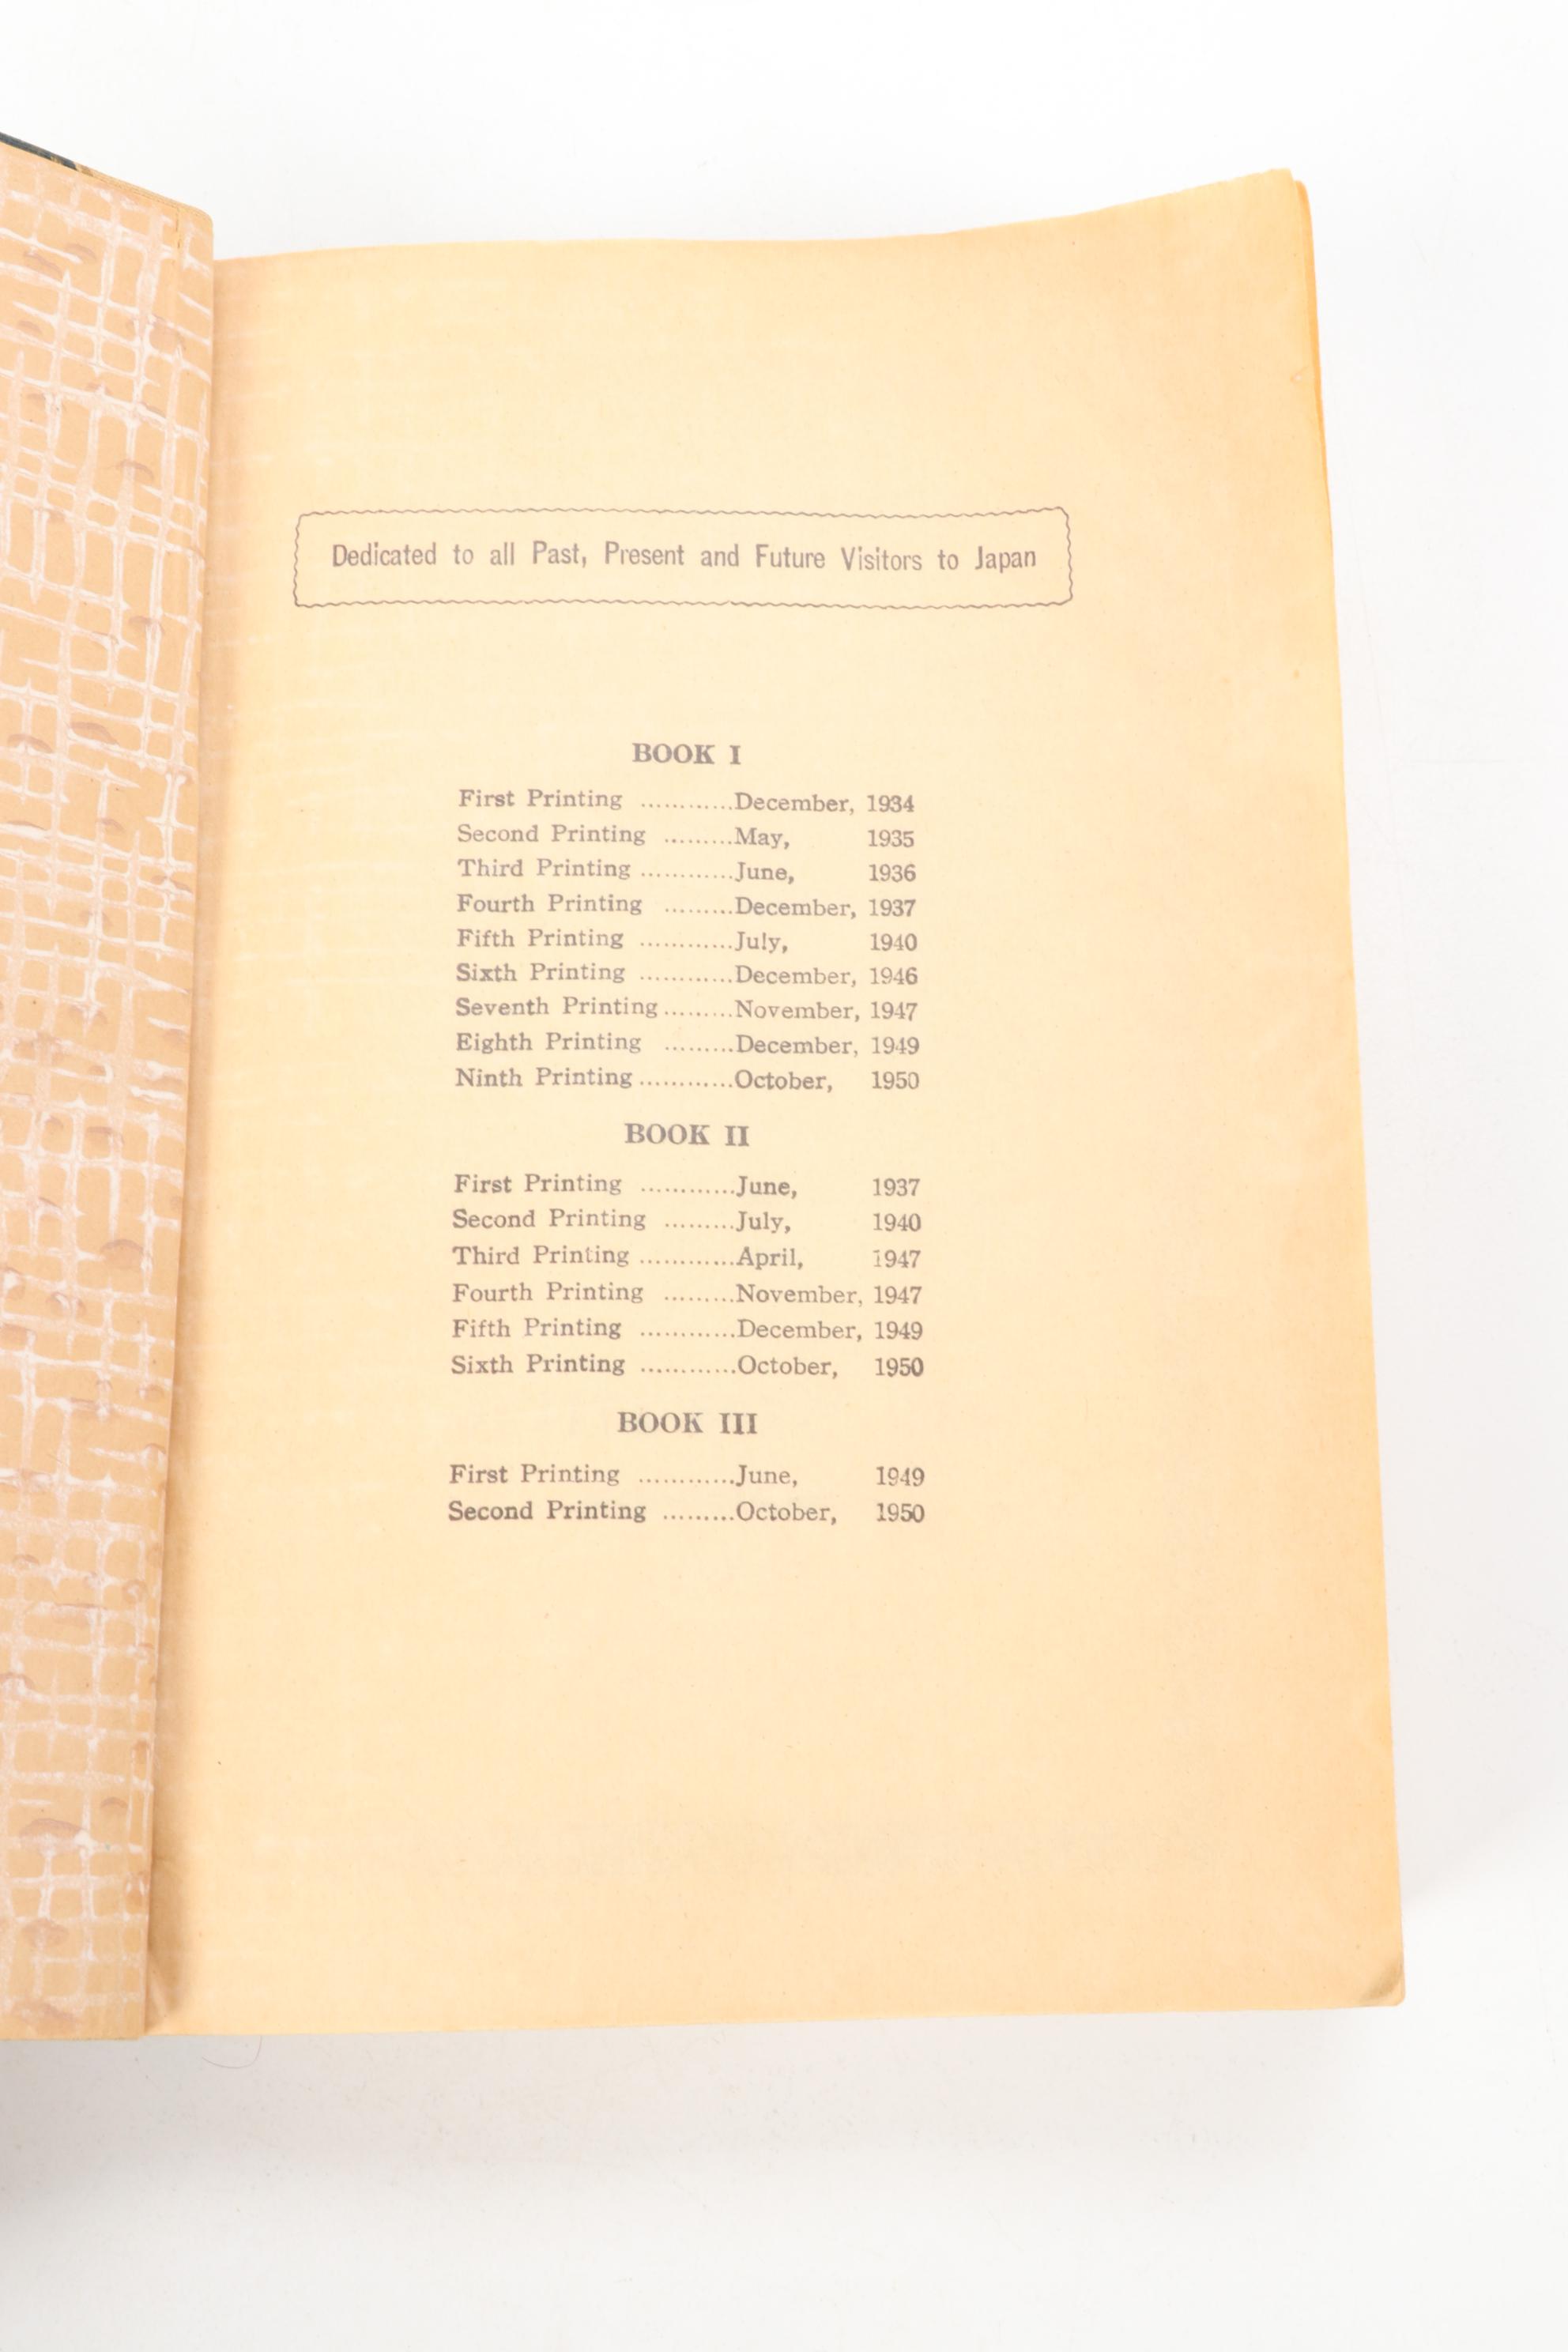 Dedicated to all Past, Present and Future Visitors to Japan
BOOK I
First Printing ............December, 1934
Second Printing .........May, 1935
Third Printing ............June, 1936
Fourth Printing .........December, 1937
Fifth Printing ............July, 1940
Sixth Printing ............December, 1946
Seventh Printing.........November, 1947
Eighth Printing .........December, 1949
Ninth Printing............October, 1950
BOOK II
First Printing ............June, 1937
Second Printing .........July, 1940
Third Printing ............April, 1947
Fourth Printing .........November, 1947
Fifth Printing ............December, 1949
Sixth Printing ............October, 1950
BOOK III
First Printing ............June, 1949
Second Printing .........October, 1950